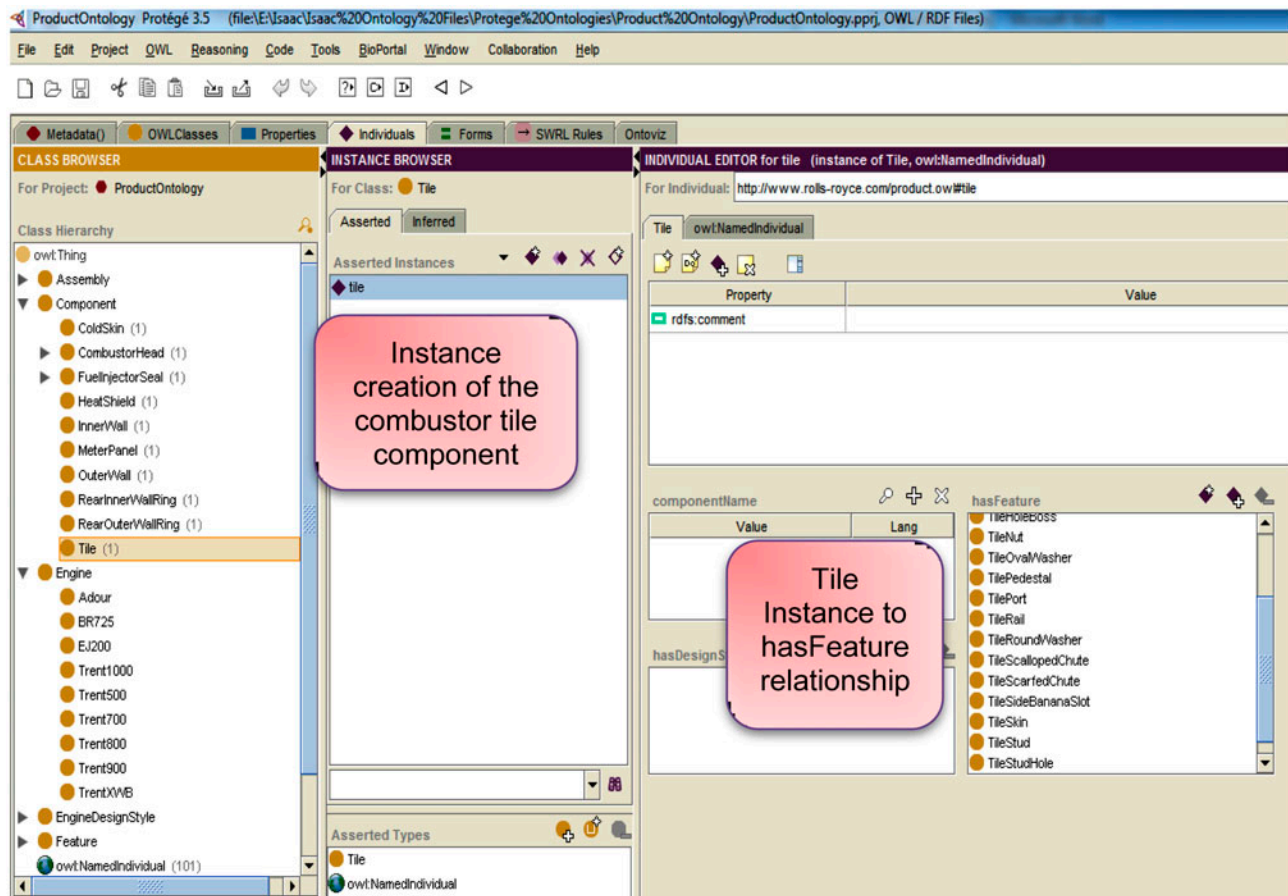 ProductOntology Protégé 3.5 (file:\E:\Isaac\Isaac%20Ontology%20Files\Protege%20Ontologies\Product%20Ontology\ProductOntology.pprj, OWL / RDF Files)
File Edit Project OWL Reasoning Code Tools BioPortal Window Collaboration Help
Metadata() OWLClasses Properties Individuals Forms SWRL Rules Ontoviz
CLASS BROWSER
For Project: ProductOntology
Class Hierarchy
owl:Thing
Assembly
Component
ColdSkin (1)
CombustorHead (1)
FuelInjectorSeal (1)
HeatShield (1)
InnerWall (1)
MeterPanel (1)
OuterWall (1)
RearInnerWallRing (1)
RearOuterWallRing (1)
Tile (1)
Engine
Adour
BR725
EJ200
Trent1000
Trent500
Trent700
Trent800
Trent900
TrentXWB
EngineDesignStyle
Feature
owl:NamedIndividual (101)
INSTANCE BROWSER
For Class: Tile
Asserted Inferred
Asserted Instances
tile
Instance
creation of the
combustor tile
component
Asserted Types
Tile
owl:NamedIndividual
INDIVIDUAL EDITOR for tile (instance of Tile, owl:NamedIndividual)
For Individual: http://www.rolls-royce.com/product.owl#tile
Tile owl:NamedIndividual
Property Value
rdfs:comment
componentName
Value Lang
Tile
Instance to
hasFeature
relationship
hasDesignS
hasFeature
TileHoleBoss
TileNut
TileOvalWasher
TilePedestal
TilePort
TileRail
TileRoundWasher
TileScallopedChute
TileScarfedChute
TileSideBananaSlot
TileSkin
TileStud
TileStudHole